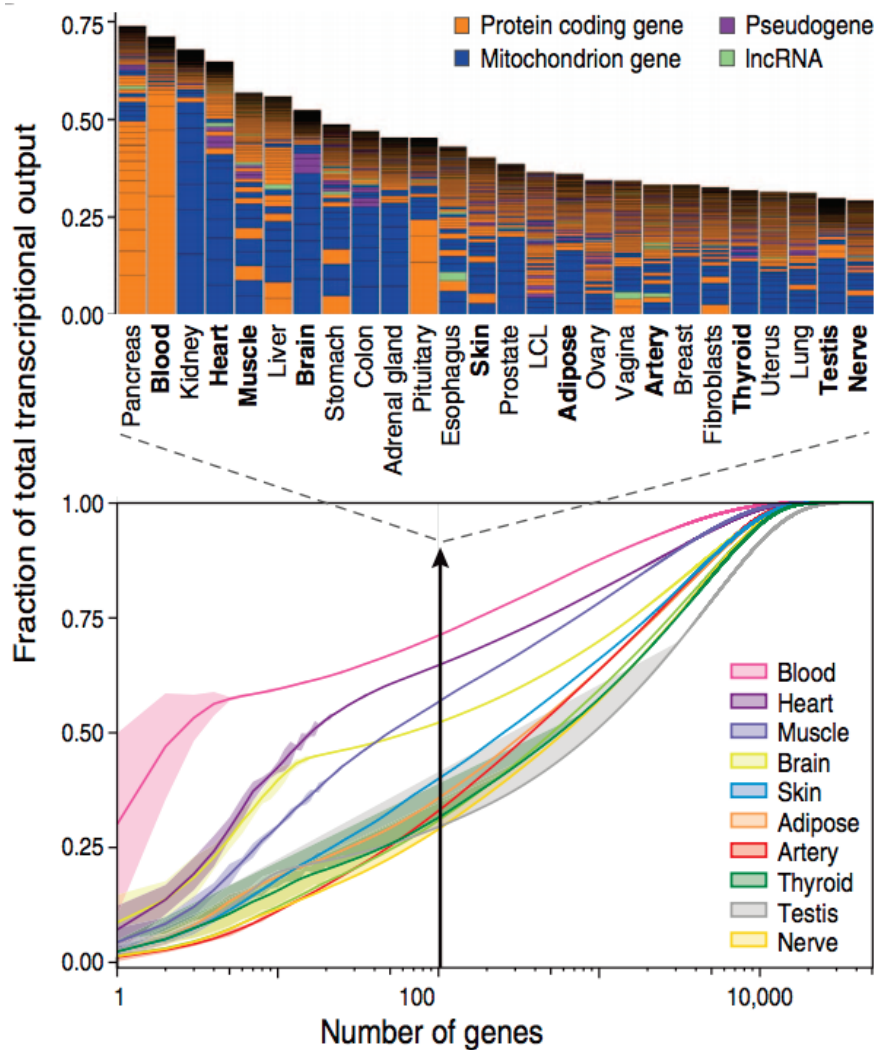 Fraction of total transcriptional output
0.75
0.50
0.25
0.00
Protein coding gene
Mitochondrion gene
Pseudogene
lncRNA
Pancreas
Blood
Kidney
Heart
Muscle
Liver
Brain
Stomach
Colon
Adrenal gland
Pituitary
Esophagus
Skin
Prostate
LCL
Adipose
Ovary
Vagina
Artery
Breast
Fibroblasts
Thyroid
Uterus
Lung
Testis
Nerve
1.00
0.75
0.50
0.25
0.00
Blood
Heart
Muscle
Brain
Skin
Adipose
Artery
Thyroid
Testis
Nerve
1
100
10,000
Number of genes